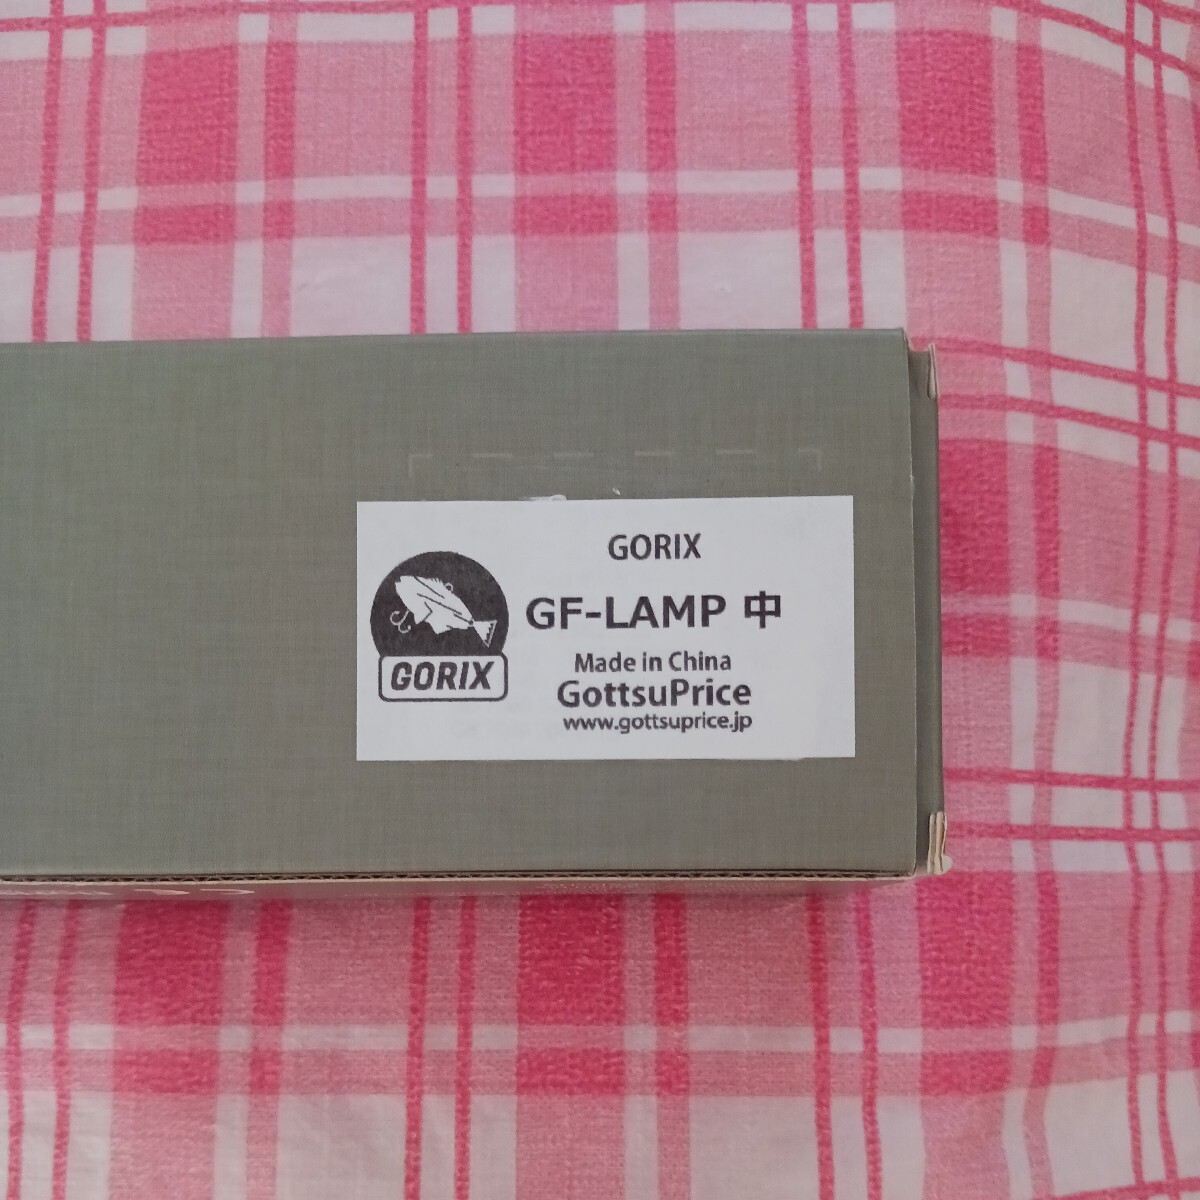 GORIX
GF-LAMP 中
Made in China
GottsuPrice
www.gottsuprice.jp
GORIX